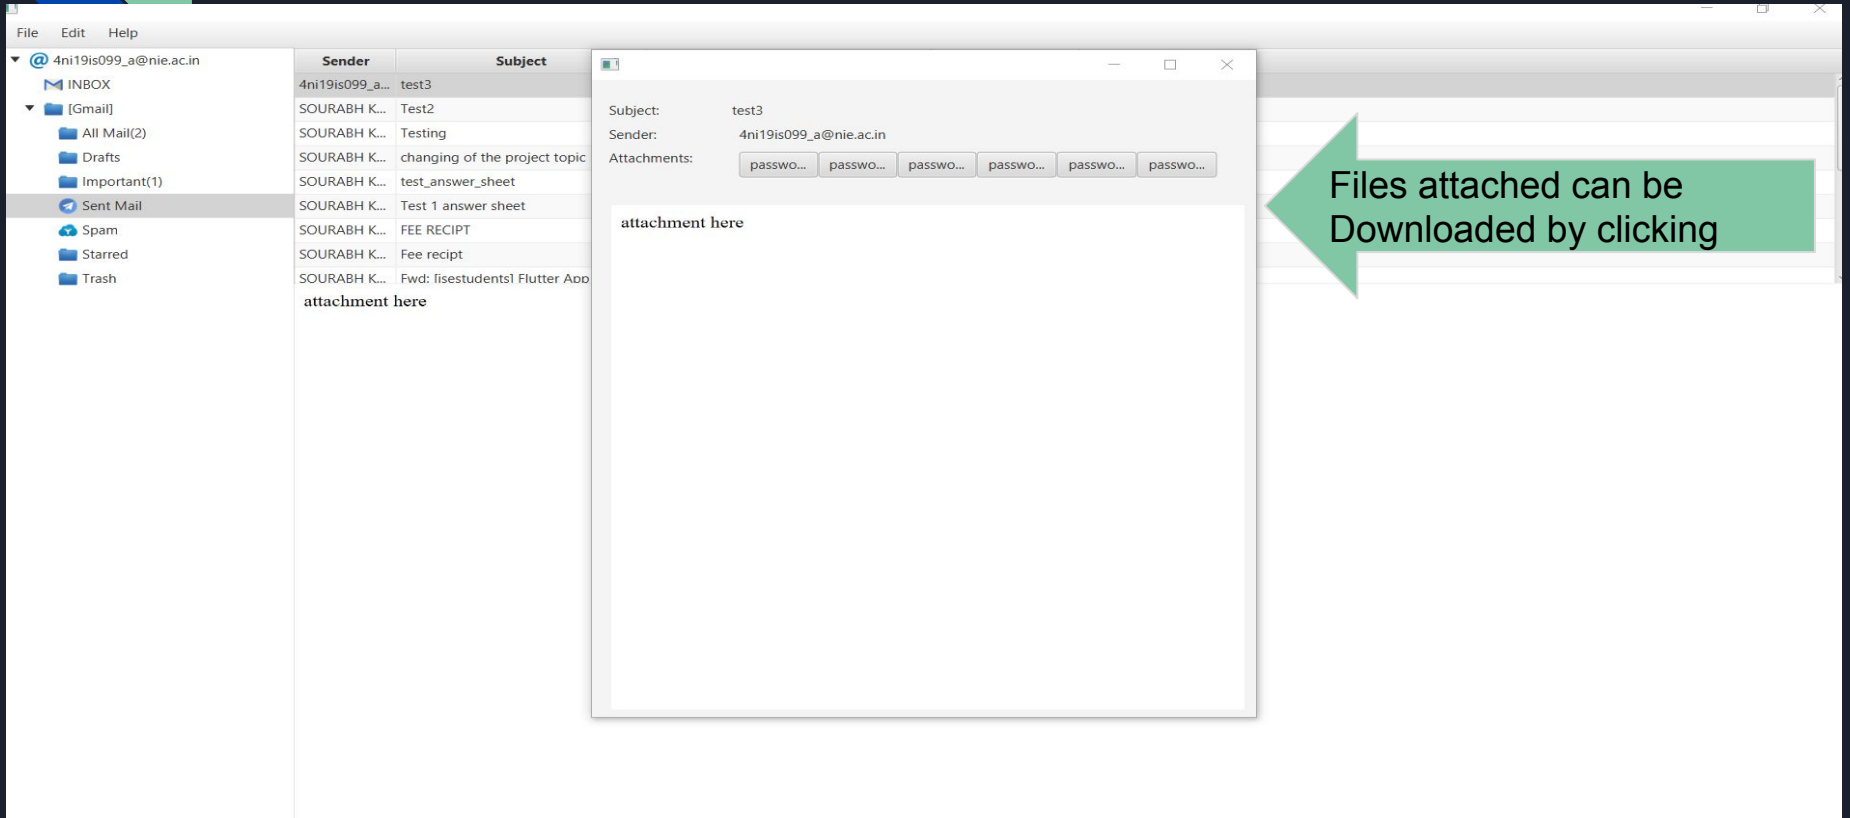 File Edit Help
4ni19is099_a@nie.ac.in
INBOX
[Gmail]
All Mail(2)
Drafts
Important(1)
Sent Mail
Spam
Starred
Trash
Sender Subject
4ni19is099_a... test3
SOURABH K... Test2
SOURABH K... Testing
SOURABH K... changing of the project topic
SOURABH K... test_answer_sheet
SOURABH K... Test 1 answer sheet
SOURABH K... FEE RECIPT
SOURABH K... Fee recipt
SOURABH K... Fwd: [isestudents] Flutter App
attachment here
Subject: test3
Sender: 4ni19is099_a@nie.ac.in
Attachments: passwo... passwo... passwo... passwo... passwo... passwo...
attachment here
Files attached can be
Downloaded by clicking